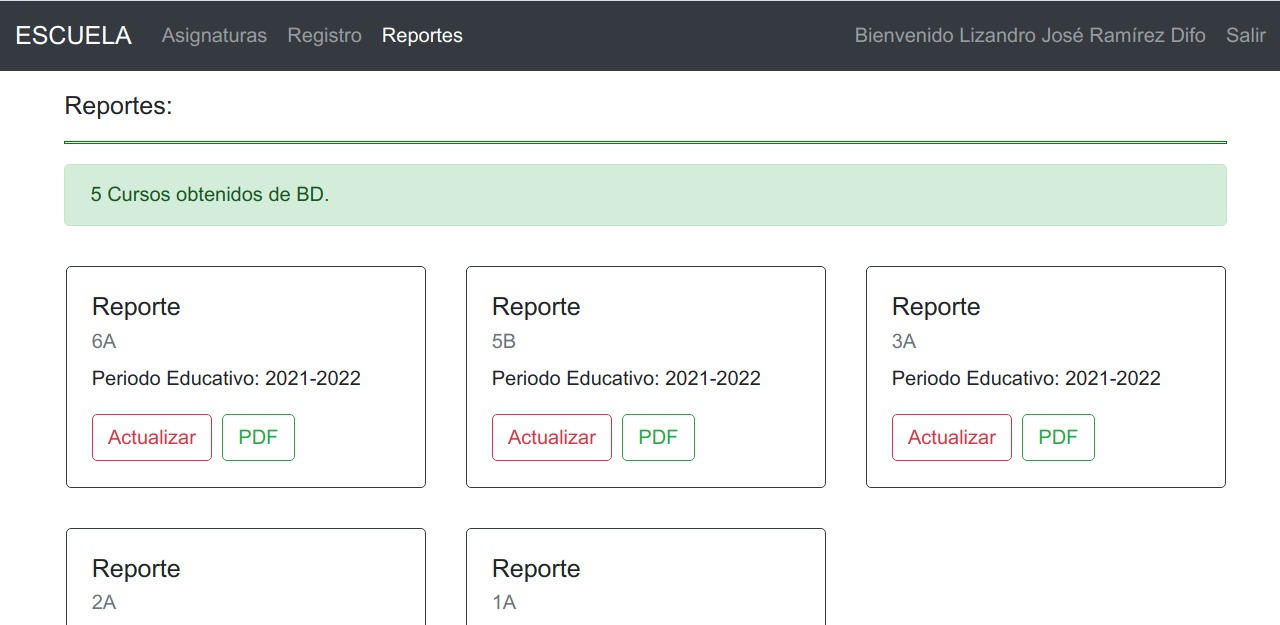 ESCUELA Asignaturas Registro Reportes Bienvenido Lizandro José Ramírez Difo Salir
Reportes:
5 Cursos obtenidos de BD.
Reporte
6A
Periodo Educativo: 2021-2022
Actualizar PDF
Reporte
5B
Periodo Educativo: 2021-2022
Actualizar PDF
Reporte
3A
Periodo Educativo: 2021-2022
Actualizar PDF
Reporte
2A
Reporte
1A